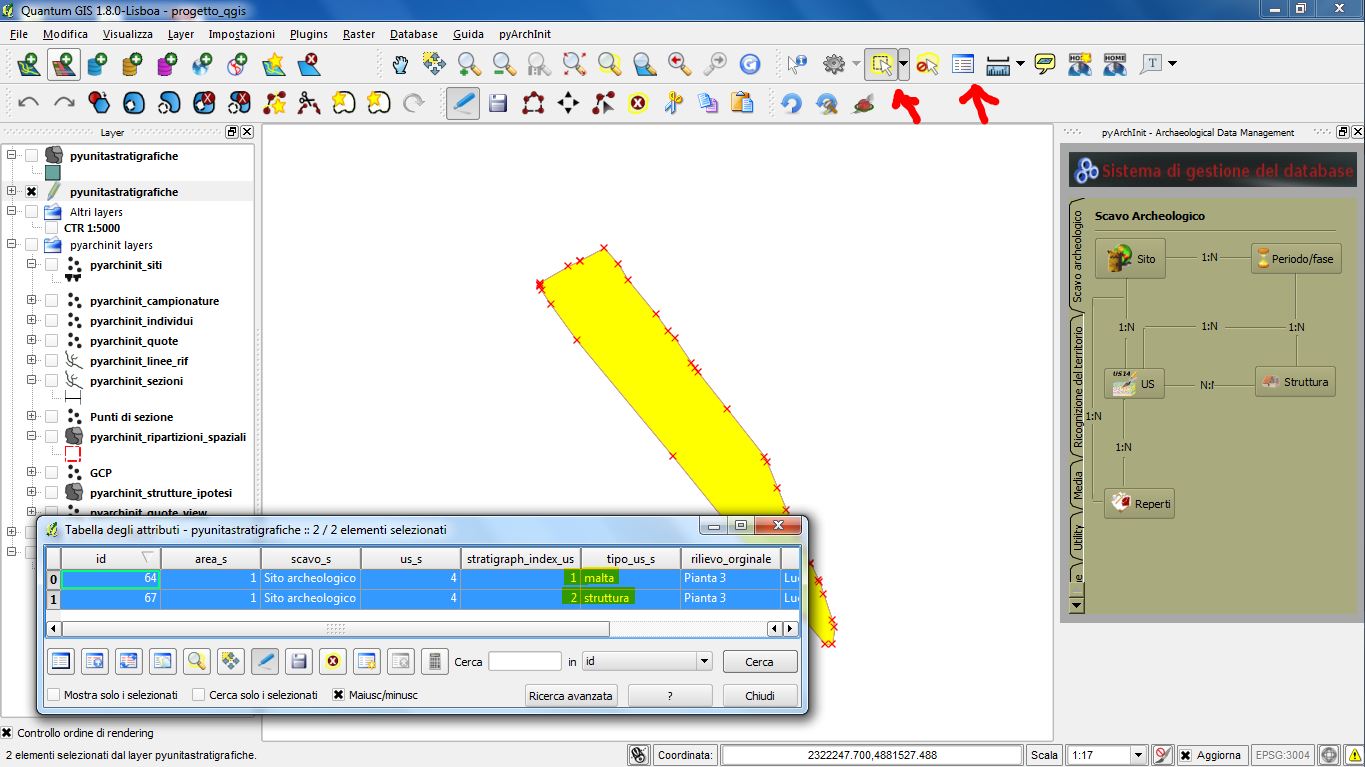 Quantum GIS 1.8.0-Lisboa - progetto_qgis
File Modifica Visualizza Layer Impostazioni Plugins Raster Database Guida pyArchInit
Layer
pyunitastratigrafiche
pyunitastratigrafiche
Altri layers
CTR 1:5000
pyarchinit layers
pyarchinit_siti
pyarchinit_campionature
pyarchinit_individui
pyarchinit_quote
pyarchinit_linee_rif
pyarchinit_sezioni
Punti di sezione
pyarchinit_ripartizioni_spaziali
GCP
pyarchinit_strutture_ipotesi
pyarchinit_quote_view
Controllo ordine di rendering
pyArchInit - Archaeological Data Management
Sistema di gestione del database
Scavo archeologico
Ricognizione del territorio
Media
Utility
Scavo Archeologico
Sito 1:N Periodo/fase
1:N 1:N 1:N
US14
US N:N Struttura
1:N
1:N
Reperti
Tabella degli attributi - pyunitastratigrafiche :: 2 / 2 elementi selezionati
id area_s scavo_s us_s stratigraph_index_us tipo_us_s rilievo_orginale
0 64 1 Sito archeologico 4 1 malta Pianta 3 Luc
1 67 1 Sito archeologico 4 2 struttura Pianta 3 Luc
Cerca in id Cerca
Mostra solo i selezionati Cerca solo i selezionati Maiusc/minusc Ricerca avanzata ? Chiudi
2 elementi selezionati dal layer pyunitastratigrafiche. Coordinata: 2322247.700,4881527.488 Scala 1:17 Aggiorna EPSG:3004